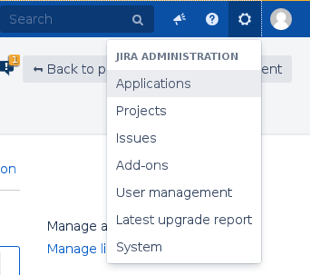 Search
1
Back to p
ent
JIRA ADMINISTRATION
Applications
Projects
Issues
Add-ons
User management
Latest upgrade report
System
on
Manage a
Manage li